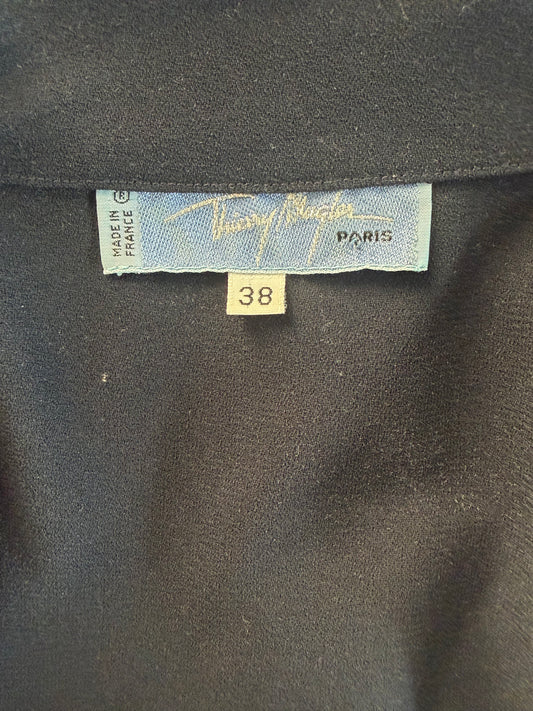 MADE IN
FRANCE
®
Thierry Mugler
PARIS
38